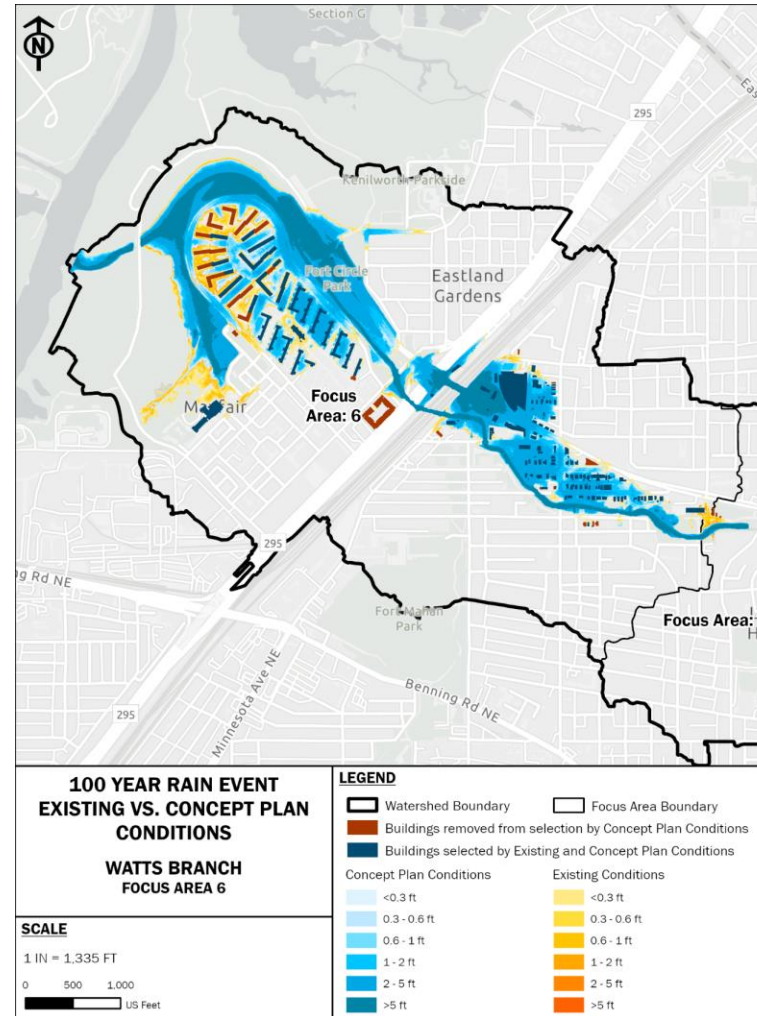 N
Section G
295
Kenilworth-Parkside
Eastland
Gardens
Fort Circle
Park
Focus
Area: 6
295
Fort Mahan
Park
Focus Area:
H
Rd NE
Benning Rd NE
Minnesota Ave NE
295
100 YEAR RAIN EVENT
EXISTING VS. CONCEPT PLAN
CONDITIONS
WATTS BRANCH
FOCUS AREA 6
SCALE
1 IN = 1,335 FT
0 500 1,000
US Feet
LEGEND
Watershed Boundary
Focus Area Boundary
Buildings removed from selection by Concept Plan Conditions
Buildings selected by Existing and Concept Plan Conditions
Concept Plan Conditions
<0.3 ft
0.3 - 0.6 ft
0.6 - 1 ft
1 - 2 ft
2 - 5 ft
>5 ft
Existing Conditions
<0.3 ft
0.3 - 0.6 ft
0.6 - 1 ft
1 - 2 ft
2 - 5 ft
>5 ft